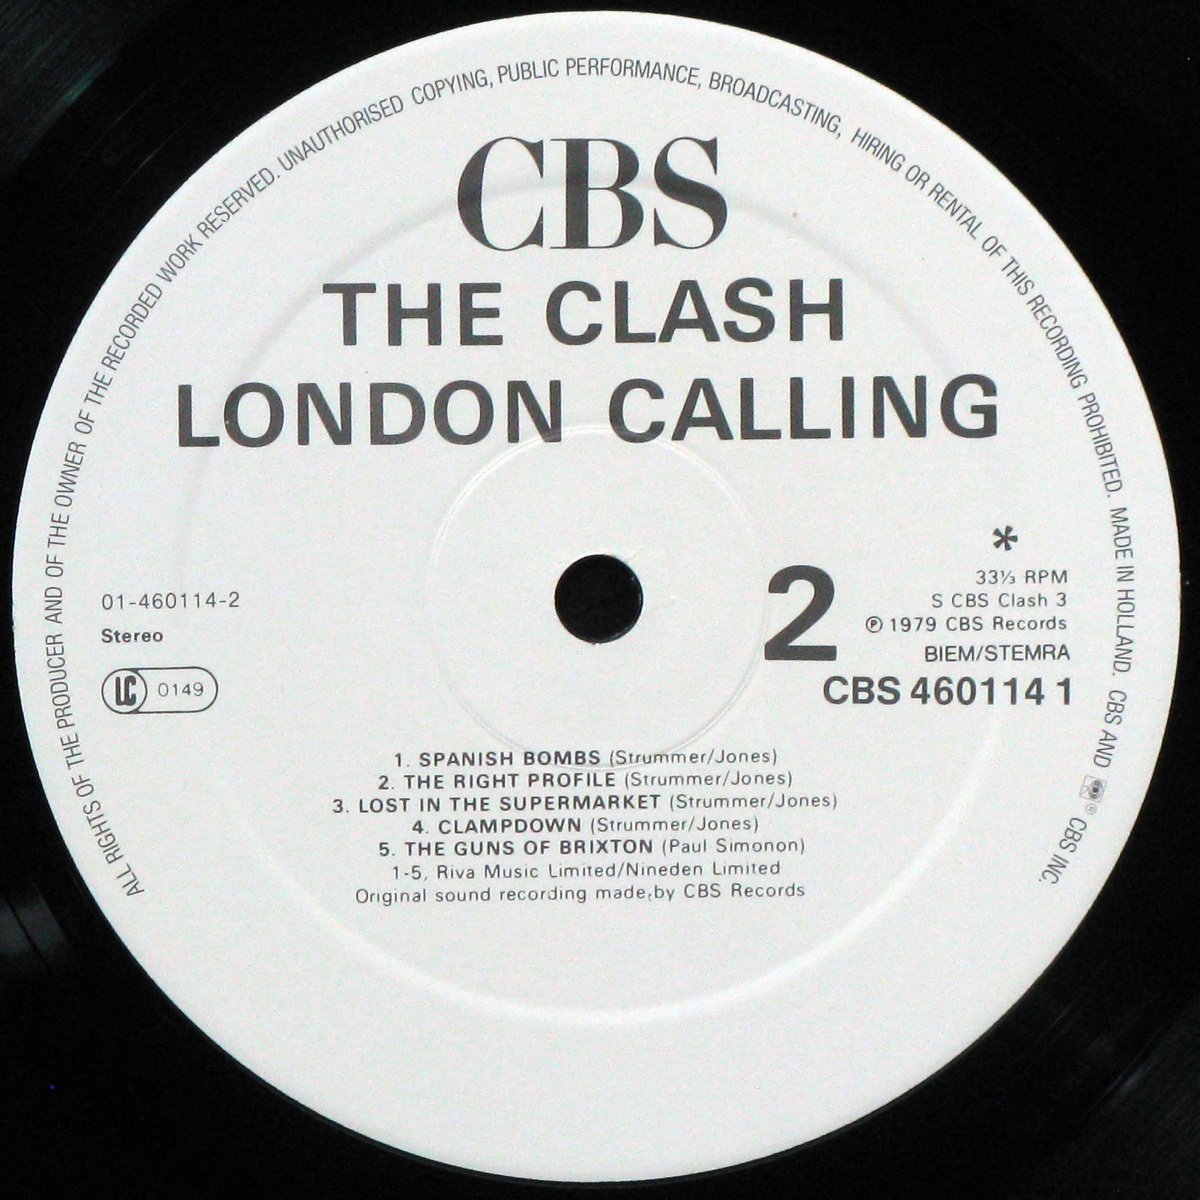 ALL RIGHTS OF THE PRODUCER AND OF THE OWNER OF THE RECORDED WORK RESERVED. UNAUTHORISED COPYING, PUBLIC PERFORMANCE, BROADCASTING, HIRING OR RENTAL OF THIS RECORDING PROHIBITED. MADE IN HOLLAND. CBS AND ® CBS INC.
CBS
THE CLASH
LONDON CALLING
01-460114-2
Stereo
LC 0149
2
*
33⅓ RPM
S CBS Clash 3
℗ 1979 CBS Records
BIEM/STEMRA
CBS 460114 1
1. SPANISH BOMBS (Strummer/Jones)
2. THE RIGHT PROFILE (Strummer/Jones)
3. LOST IN THE SUPERMARKET (Strummer/Jones)
4. CLAMPDOWN (Strummer/Jones)
5. THE GUNS OF BRIXTON (Paul Simonon)
1-5, Riva Music Limited/Nineden Limited
Original sound recording made by CBS Records